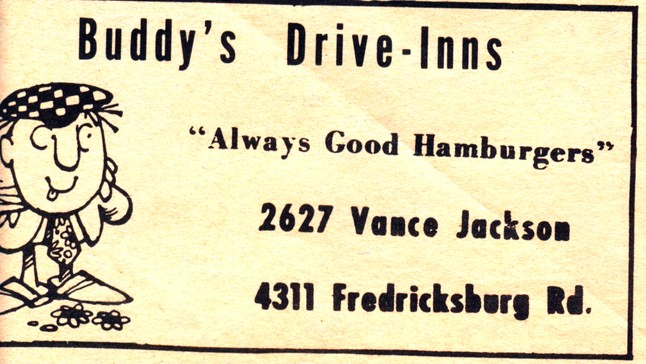 Buddy's Drive-Inns
"Always Good Hamburgers"
2627 Vance Jackson
4311 Fredricksburg Rd.